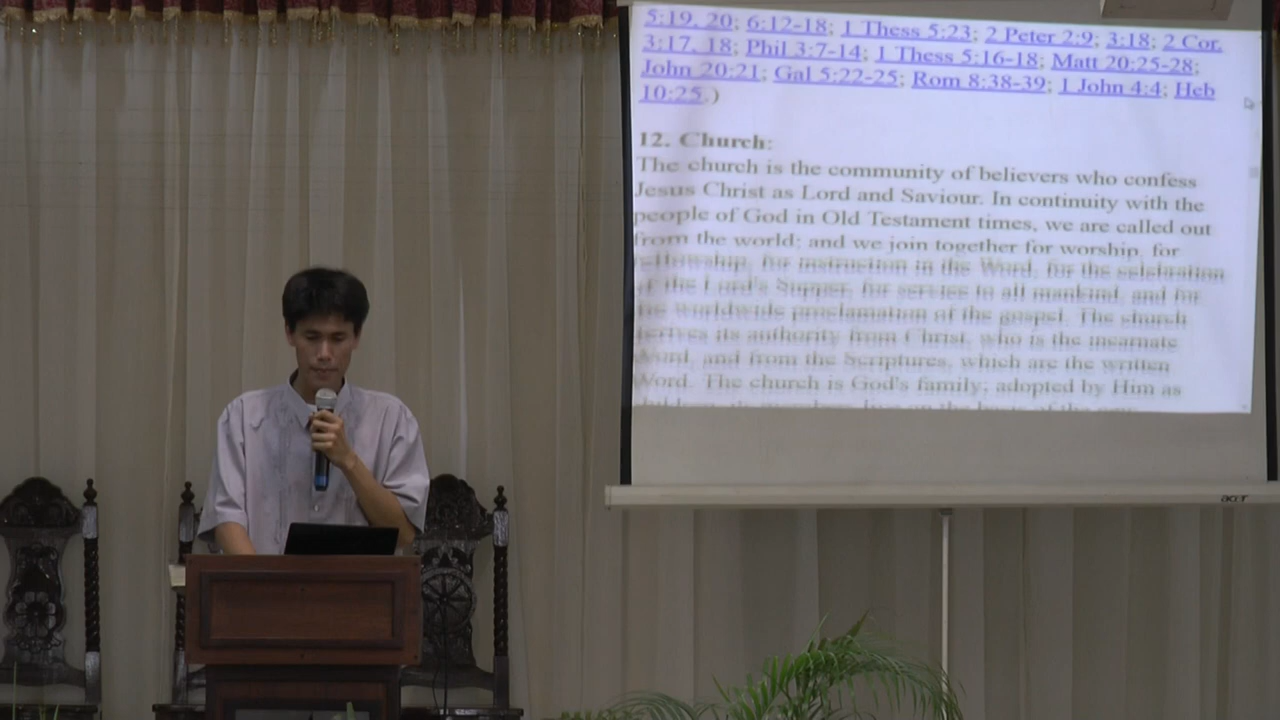 5:19, 20; 6:12-18; 1 Thess 5:23; 2 Peter 2:9; 3:18; 2 Cor.
3:17, 18; Phil 3:7-14; 1 Thess 5:16-18; Matt 20:25-28;
John 20:21; Gal 5:22-25; Rom 8:38-39; 1 John 4:4; Heb
10:25.)
12. Church:
The church is the community of believers who confess
Jesus Christ as Lord and Saviour. In continuity with the
people of God in Old Testament times, we are called out
from the world; and we join together for worship, for
fellowship, for instruction in the Word, for the celebration
of the Lord's Supper, for service to all mankind, and for
the worldwide proclamation of the gospel. The church
derives its authority from Christ, who is the incarnate
Word, and from the Scriptures, which are the written
Word. The church is God's family; adopted by Him as
acer